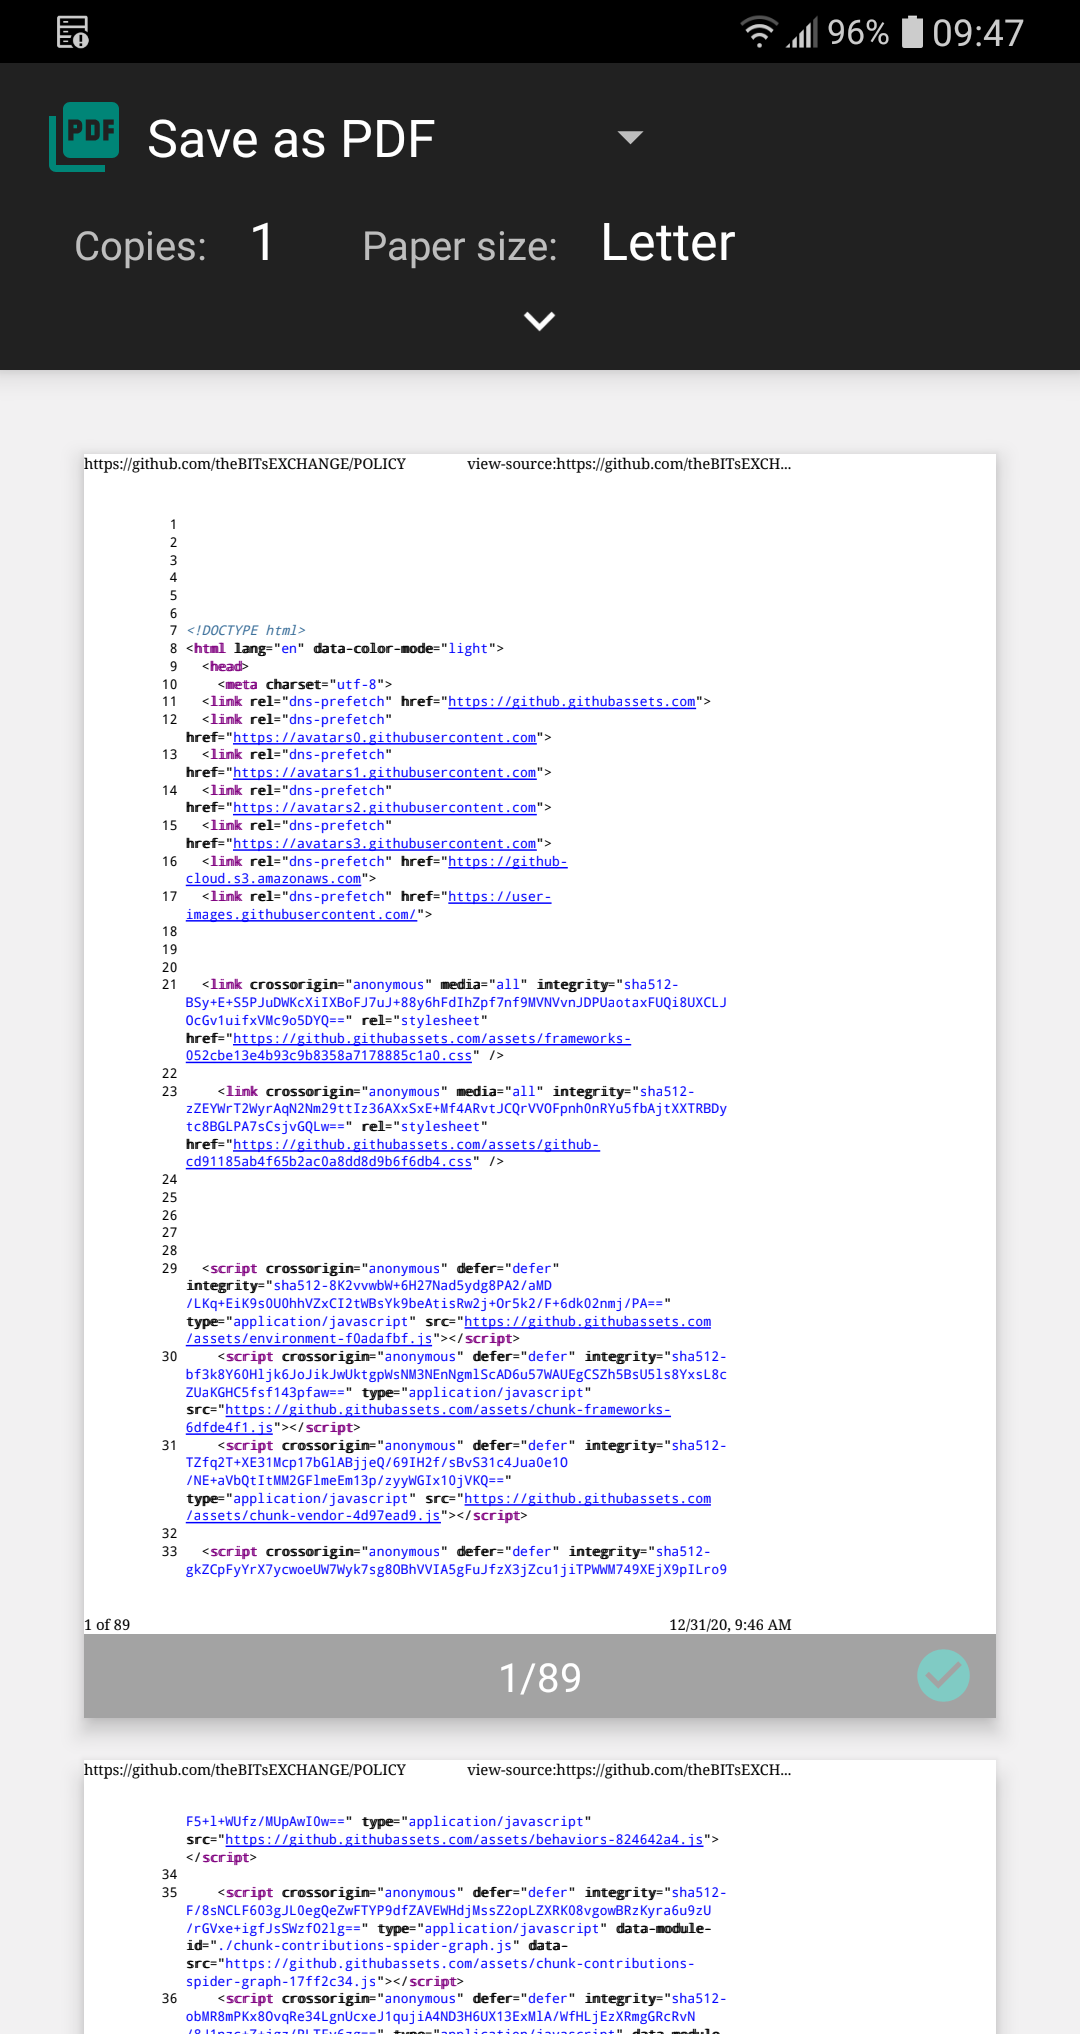 96% 09:47
PDF Save as PDF
Copies: 1 Paper size: Letter
https://github.com/theBITsEXCHANGE/POLICY view-source:https://github.com/theBITsEXCH...
1
2
3
4
5
6
7 <!DOCTYPE html>
8 <html lang="en" data-color-mode="light">
9 <head>
10 <meta charset="utf-8">
11 <link rel="dns-prefetch" href="https://github.githubassets.com">
12 <link rel="dns-prefetch"
href="https://avatars0.githubusercontent.com">
13 <link rel="dns-prefetch"
href="https://avatars1.githubusercontent.com">
14 <link rel="dns-prefetch"
href="https://avatars2.githubusercontent.com">
15 <link rel="dns-prefetch"
href="https://avatars3.githubusercontent.com">
16 <link rel="dns-prefetch" href="https://github-
cloud.s3.amazonaws.com">
17 <link rel="dns-prefetch" href="https://user-
images.githubusercontent.com/">
18
19
20
21 <link crossorigin="anonymous" media="all" integrity="sha512-
BSy+E+S5PJuDWKcXiIXBoFJ7uJ+88y6hFdIhZpf7nf9MVNVvnJDPUaotaxFUQi8UXCLJ
OcGv1uifxVMc9o5DYQ==" rel="stylesheet"
href="https://github.githubassets.com/assets/frameworks-
052cbe13e4b93c9b8358a7178885c1a0.css" />
22
23 <link crossorigin="anonymous" media="all" integrity="sha512-
zZEYWrT2WyrAqN2Nm29ttIz36AXxSxE+Mf4ARvtJCQrVVOFpnh0nRYu5fbAjtXXTRBDy
tc8BGLPA7sCsjvGQLw==" rel="stylesheet"
href="https://github.githubassets.com/assets/github-
cd91185ab4f65b2ac0a8dd8d9b6f6db4.css" />
24
25
26
27
28
29 <script crossorigin="anonymous" defer="defer"
integrity="sha512-8K2vvwbW+6H27Nad5ydg8PA2/aMD
/LKq+EiK9sOU0hhVZxCI2tWBsYk9beAtisRw2j+Or5k2/F+6dkO2nmj/PA=="
type="application/javascript" src="https://github.githubassets.com
/assets/environment-f0adafbf.js"></script>
30 <script crossorigin="anonymous" defer="defer" integrity="sha512-
bf3k8Y6OHljk6JoJikJwUktgpWsNM3NEnNgmlScAD6u57WAUEgCSZh5BsU5ls8YxsL8c
ZUaKGHC5fsf143pfaw==" type="application/javascript"
src="https://github.githubassets.com/assets/chunk-frameworks-
6dfde4f1.js"></script>
31 <script crossorigin="anonymous" defer="defer" integrity="sha512-
TZfq2T+XE31Mcp17bGlABjjeQ/69IH2f/sBvS31c4Jua0e1O
/NE+aVbQtItMM2GFlmeEm13p/zyyWGIx10jVKQ=="
type="application/javascript" src="https://github.githubassets.com
/assets/chunk-vendor-4d97ead9.js"></script>
32
33 <script crossorigin="anonymous" defer="defer" integrity="sha512-
gkZCpFyYrX7ycwoeUW7Wyk7sg8OBhVVIA5gFuJfzX3jZcu1jiTPWWM749XEjX9pILro9
1 of 89 12/31/20, 9:46 AM
1/89
https://github.com/theBITsEXCHANGE/POLICY view-source:https://github.com/theBITsEXCH...
F5+l+WUfz/MUpAwI0w==" type="application/javascript"
src="https://github.githubassets.com/assets/behaviors-824642a4.js">
</script>
34
35 <script crossorigin="anonymous" defer="defer" integrity="sha512-
F/8sNCLF6O3gJL0egQeZwFTYP9dfZAVEWHdjMssZ2opLZXRK08vgowBRzKyra6u9zU
/rGVxe+igfJsSWzfO2lg==" type="application/javascript" data-module-
id="./chunk-contributions-spider-graph.js" data-
src="https://github.githubassets.com/assets/chunk-contributions-
spider-graph-17ff2c34.js"></script>
36 <script crossorigin="anonymous" defer="defer" integrity="sha512-
obMR8mPKx8OvqRe34LgnUcxeJ1qujiA4ND3H6UX13ExMlA/WfHLjEzXRmgGRcRvN
type="application/javascript" data-module-